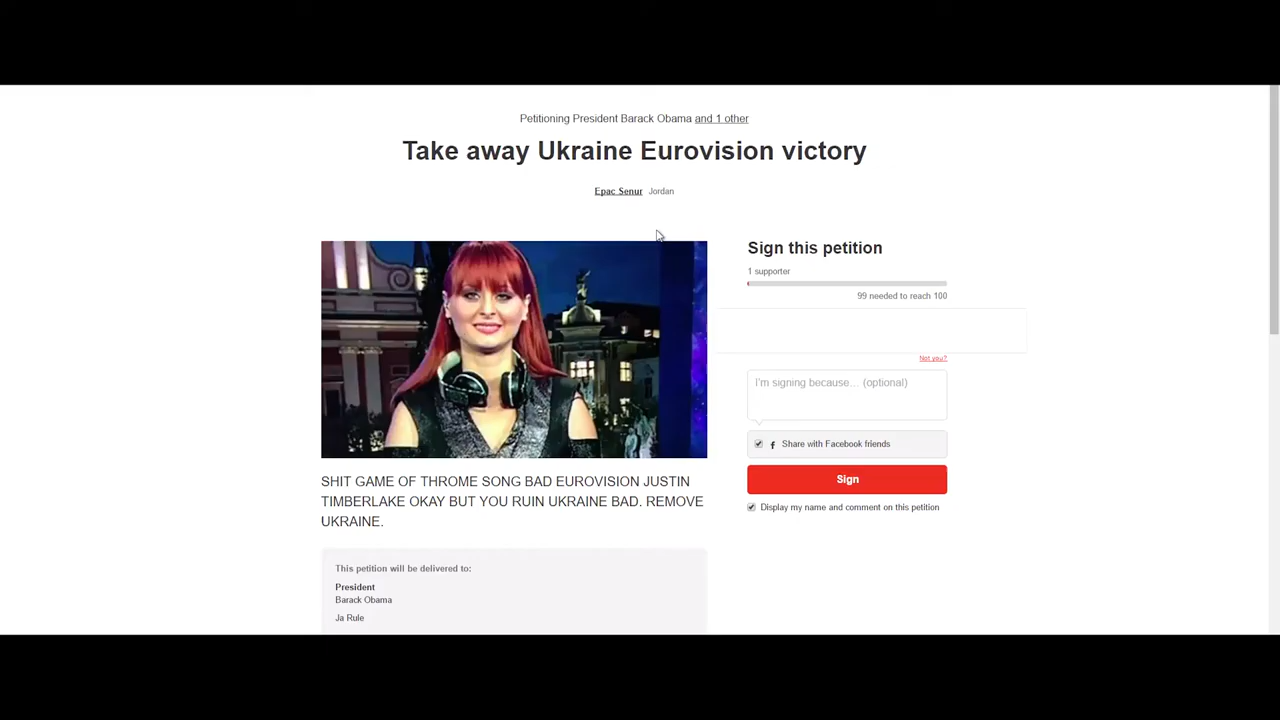 Petitioning President Barack Obama and 1 other
Take away Ukraine Eurovision victory
Epac Senur Jordan
SHIT GAME OF THROME SONG BAD EUROVISION JUSTIN
TIMBERLAKE OKAY BUT YOU RUIN UKRAINE BAD. REMOVE
UKRAINE.
This petition will be delivered to:
President
Barack Obama
Ja Rule
Sign this petition
1 supporter
99 needed to reach 100
Not you?
I'm signing because... (optional)
Share with Facebook friends
Sign
Display my name and comment on this petition